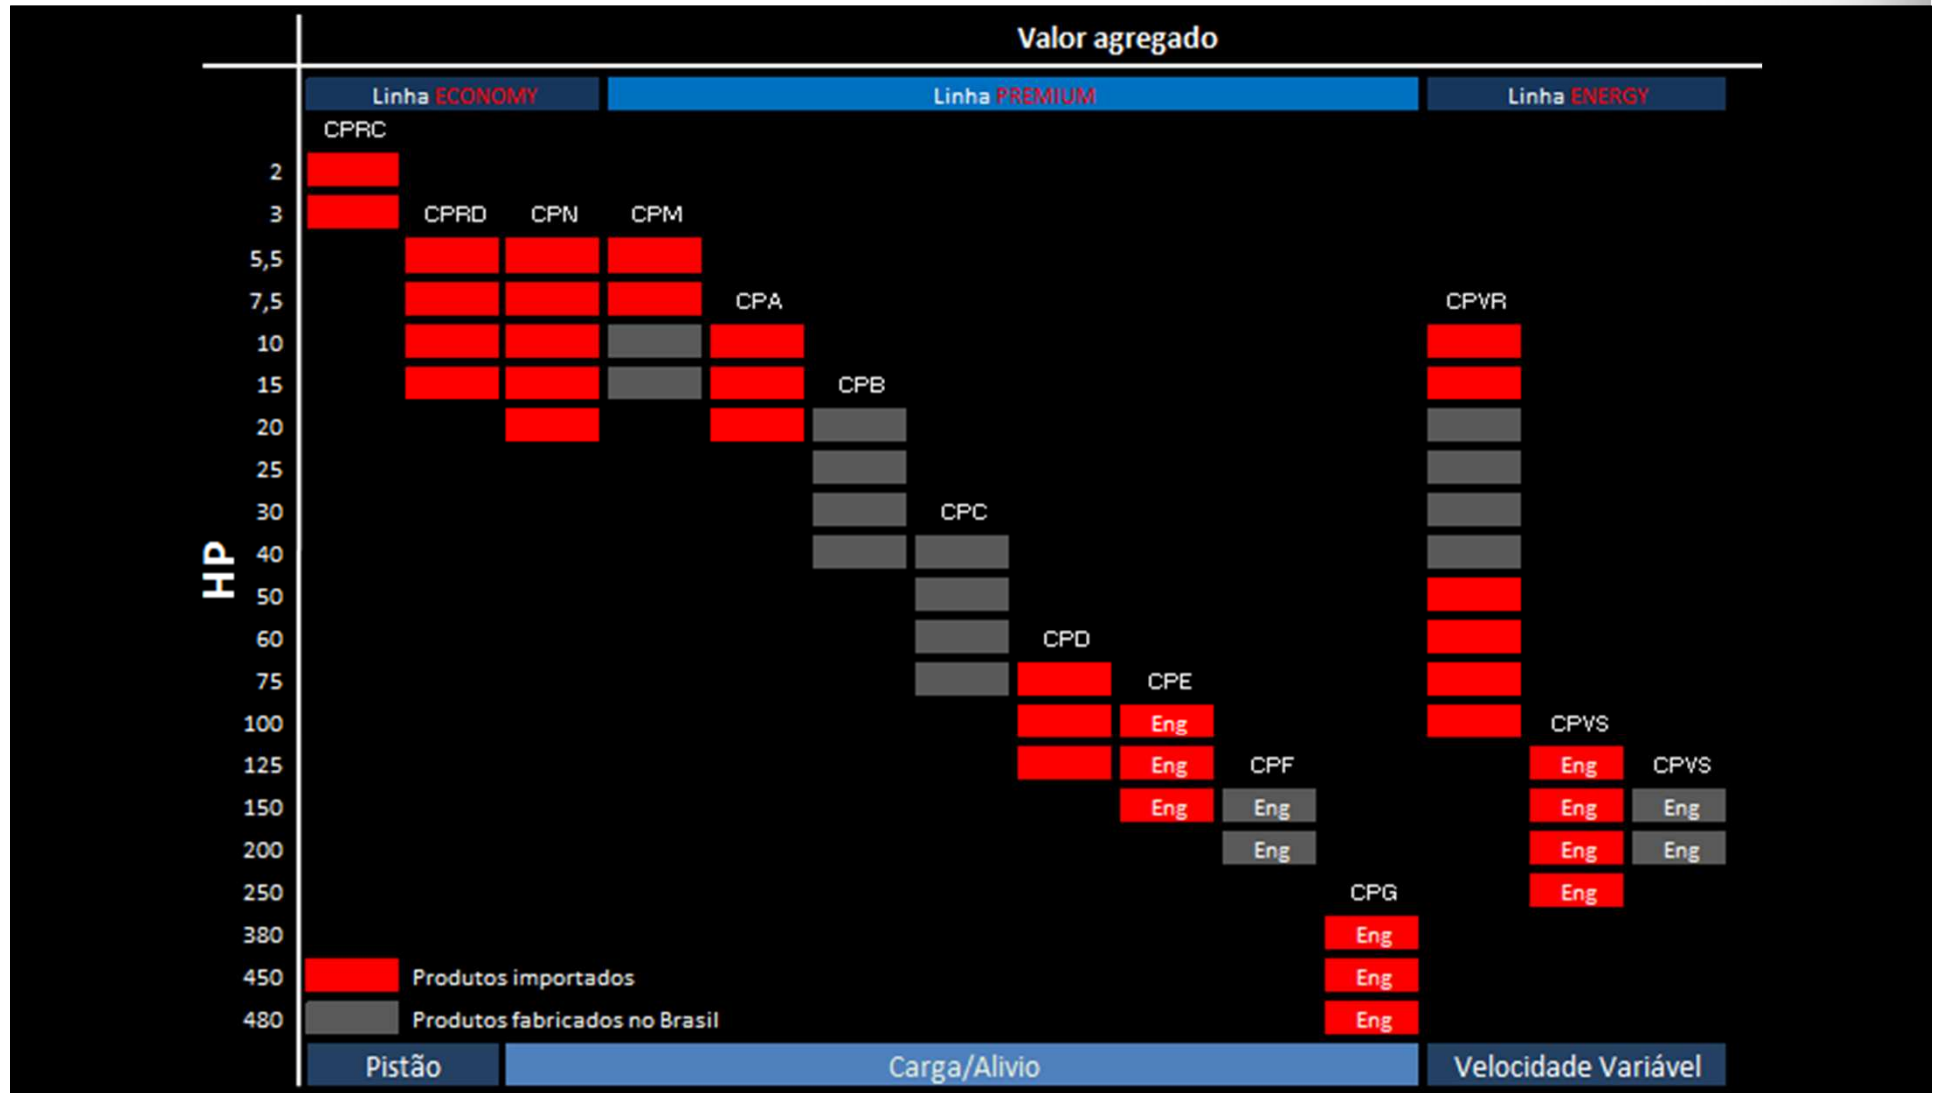 Valor agregado
Linha ECONOMY Linha PREMIUM Linha ENERGY
CPRC
2
3 CPRD CPN CPM
5,5
7,5 CPA CPVR
10
15 CPB
20
25
30 CPC
HP
40
50
60 CPD
75 CPE
100 Eng CPVS
125 Eng CPF Eng CPVS
150 Eng Eng Eng Eng
200 Eng Eng Eng
250 CPG Eng
380 Eng
450 Produtos importados Eng
480 Produtos fabricados no Brasil Eng
Pistão Carga/Alivio Velocidade Variável